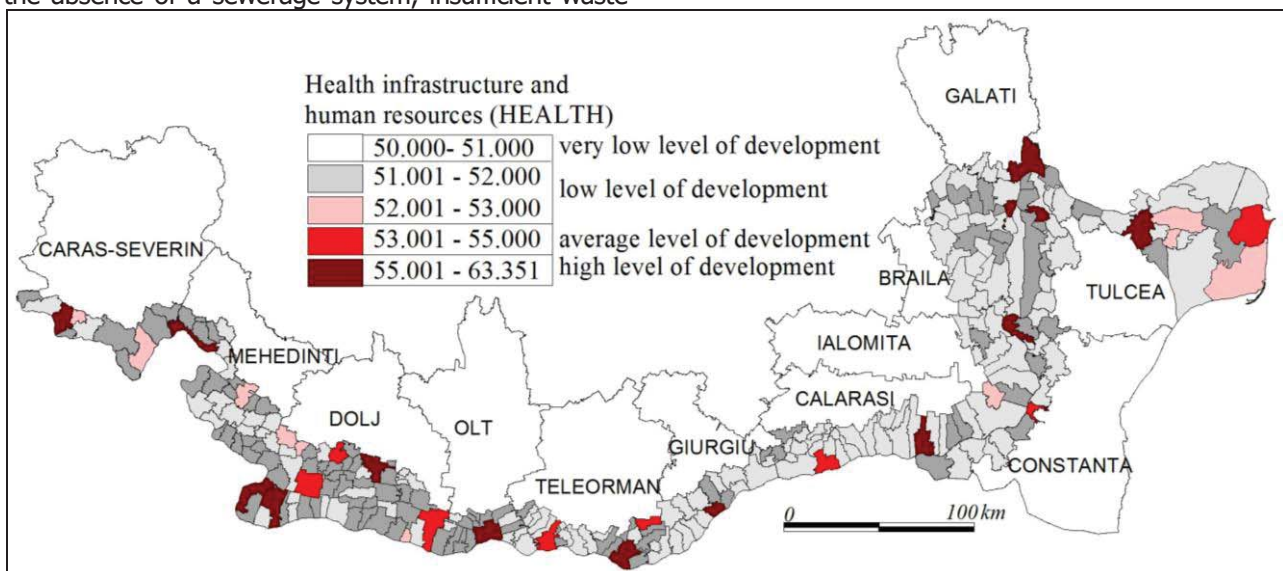 the absence of a sewerage system, insufficient waste
Health infrastructure and
human resources (HEALTH)
50.000- 51.000 very low level of development
51.001 - 52.000
low level of development
52.001 - 53.000
53.001 - 55.000 average level of development
55.001 - 63.351 high level of development
GALATI
CARAS-SEVERIN
BRAILA
TULCEA
MEHEDINTI
IALOMITA
DOLJ
OLT
CALARASI
GIURGIU
TELEORMAN
CONSTANTA
0 100 km